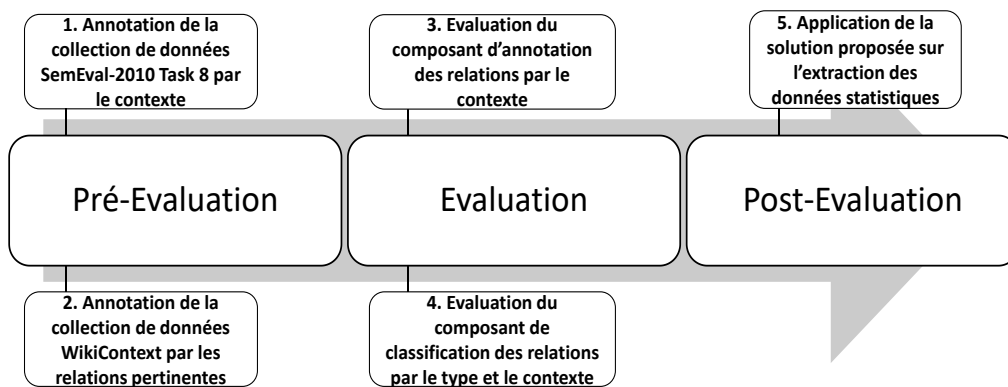 1. Annotation de la
collection de données
SemEval-2010 Task 8 par
le contexte
3. Evaluation du
composant d’annotation
des relations par le
contexte
5. Application de la
solution proposée sur
l’extraction des
données statistiques
Pré-Evaluation
Evaluation
Post-Evaluation
2. Annotation de la
collection de données
WikiContext par les
relations pertinentes
4. Evaluation du
composant de
classification des relations
par le type et le contexte